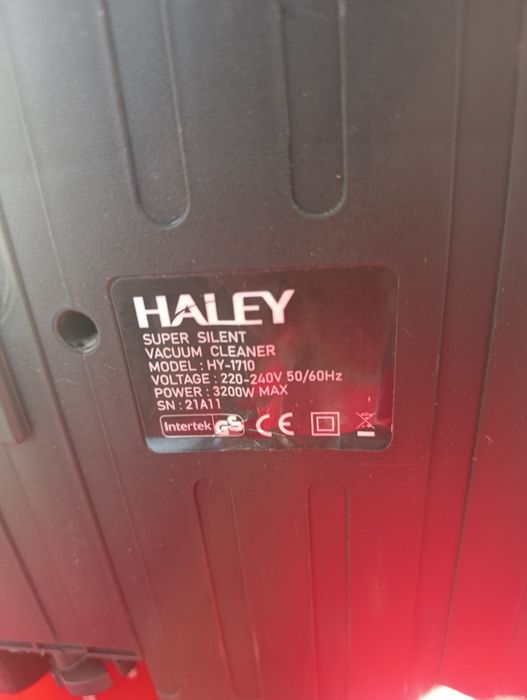 HALEY
SUPER SILENT
VACUUM CLEANER
MODEL : HY-1710
VOLTAGE : 220-240V 50/60Hz
POWER : 3200W MAX
SN : 21A11
Intertek GS CE